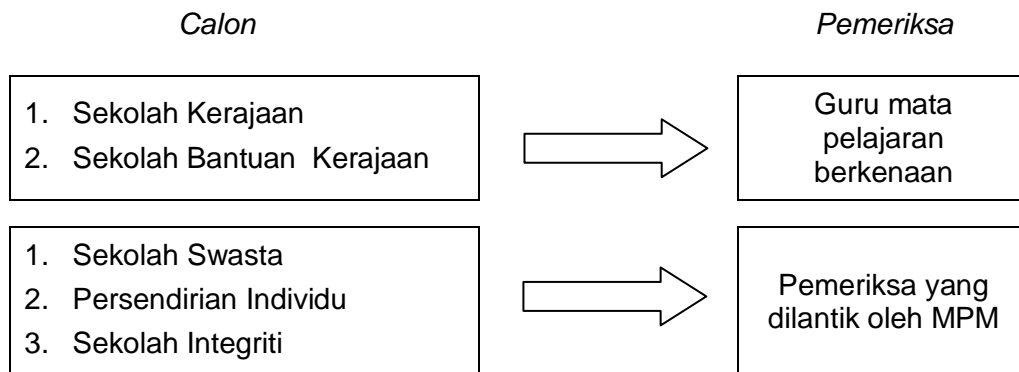 Calon
Pemeriksa
1. Sekolah Kerajaan
2. Sekolah Bantuan Kerajaan
Guru mata
pelajaran
berkenaan
1. Sekolah Swasta
2. Persendirian Individu
3. Sekolah Integriti
Pemeriksa yang
dilantik oleh MPM